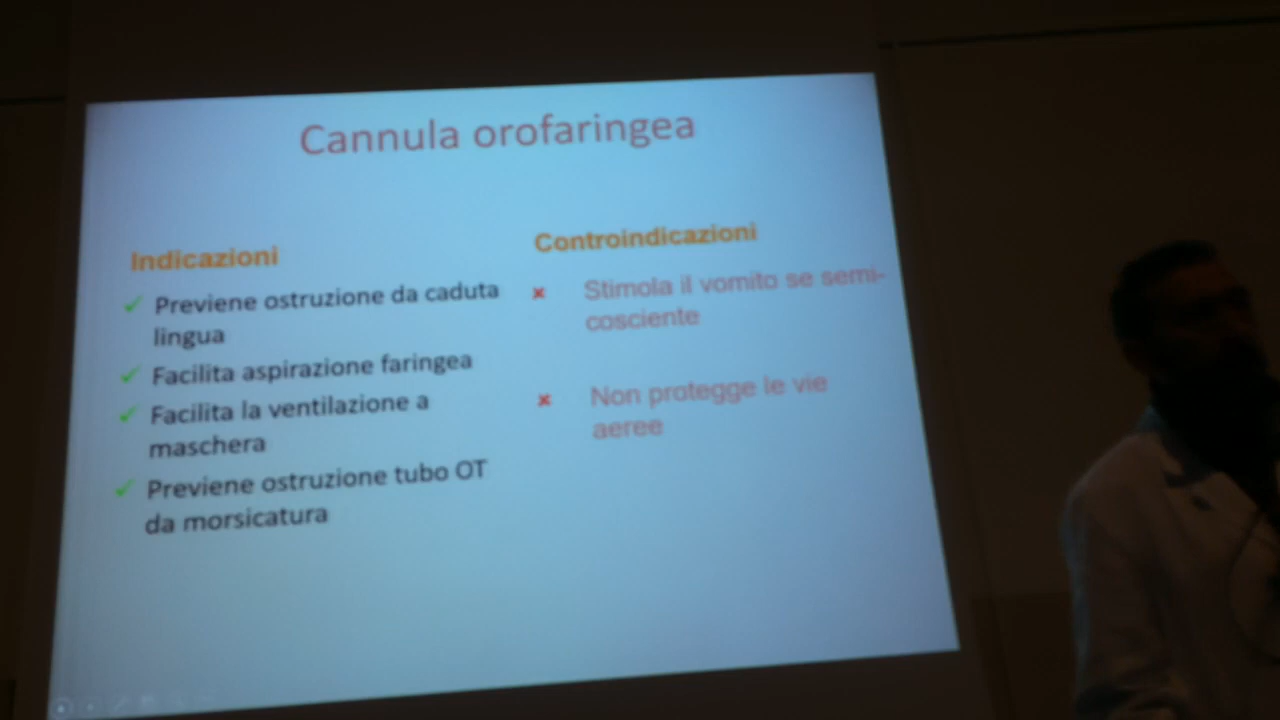 Cannula orofaringea
Indicazioni
Previene ostruzione da caduta
lingua
Facilita aspirazione faringea
Facilita la ventilazione a
maschera
Previene ostruzione tubo OT
da morsicatura
Controindicazioni
Stimola il vomito se semi-
cosciente
Non protegge le vie
aeree